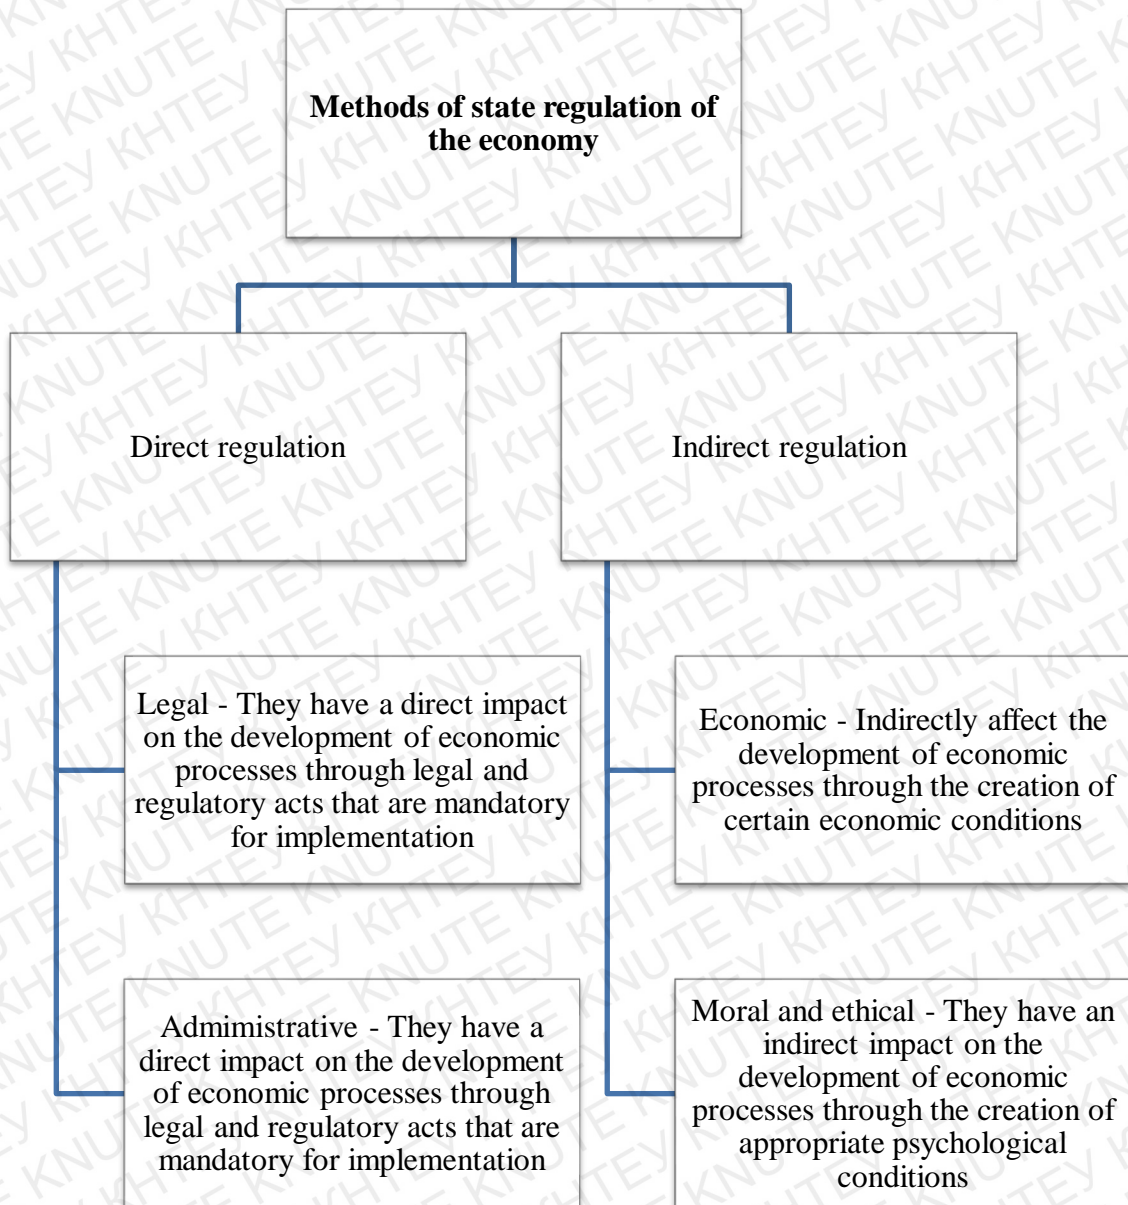 Methods of state regulation of
the economy
Direct regulation
Indirect regulation
Legal - They have a direct impact
on the development of economic
processes through legal and
regulatory acts that are mandatory
for implementation
Economic - Indirectly affect the
development of economic
processes through the creation of
certain economic conditions
Admimistrative - They have a
direct impact on the development
of economic processes through
legal and regulatory acts that are
mandatory for implementation
Moral and ethical - They have an
indirect impact on the
development of economic
processes through the creation of
appropriate psychological
conditions